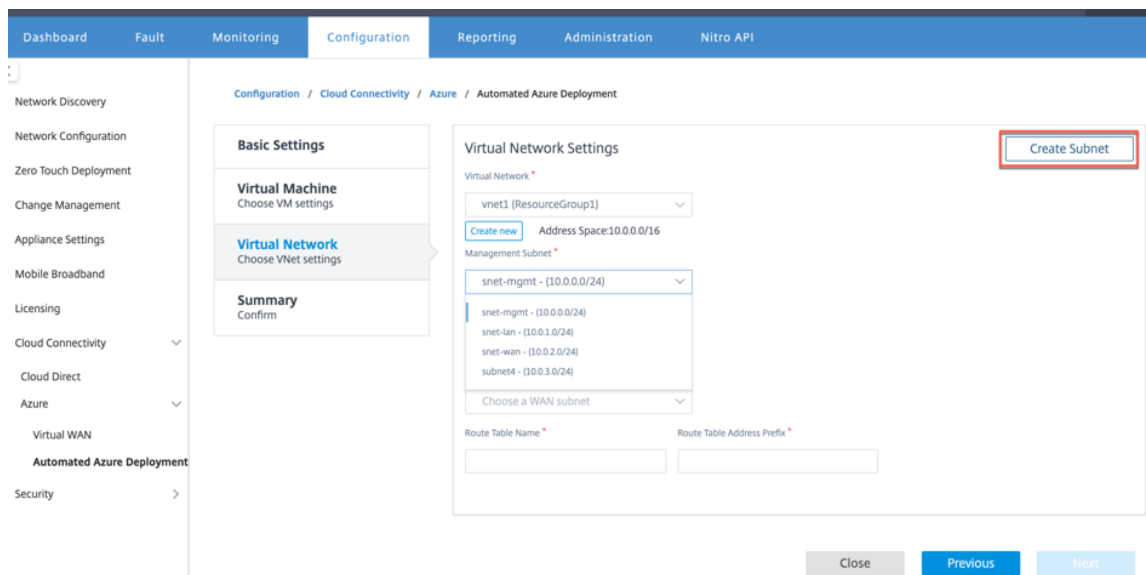 Dashboard Fault Monitoring Configuration Reporting Administration Nitro API
Network Discovery
Network Configuration
Zero Touch Deployment
Change Management
Appliance Settings
Mobile Broadband
Licensing
Cloud Connectivity
Cloud Direct
Azure
Virtual WAN
Automated Azure Deployment
Security
Configuration / Cloud Connectivity / Azure / Automated Azure Deployment
Basic Settings
Virtual Machine
Choose VM settings
Virtual Network
Choose VNet settings
Summary
Confirm
Virtual Network Settings
Create Subnet
Virtual Network *
vnet1 (ResourceGroup1)
Create new Address Space:10.0.0.0/16
Management Subnet *
snet-mgmt - (10.0.0.0/24)
snet-mgmt - (10.0.0.0/24)
snet-lan - (10.0.1.0/24)
snet-wan - (10.0.2.0/24)
subnet4 - (10.0.3.0/24)
Choose a WAN subnet
Route Table Name * Route Table Address Prefix *
Close Previous Next